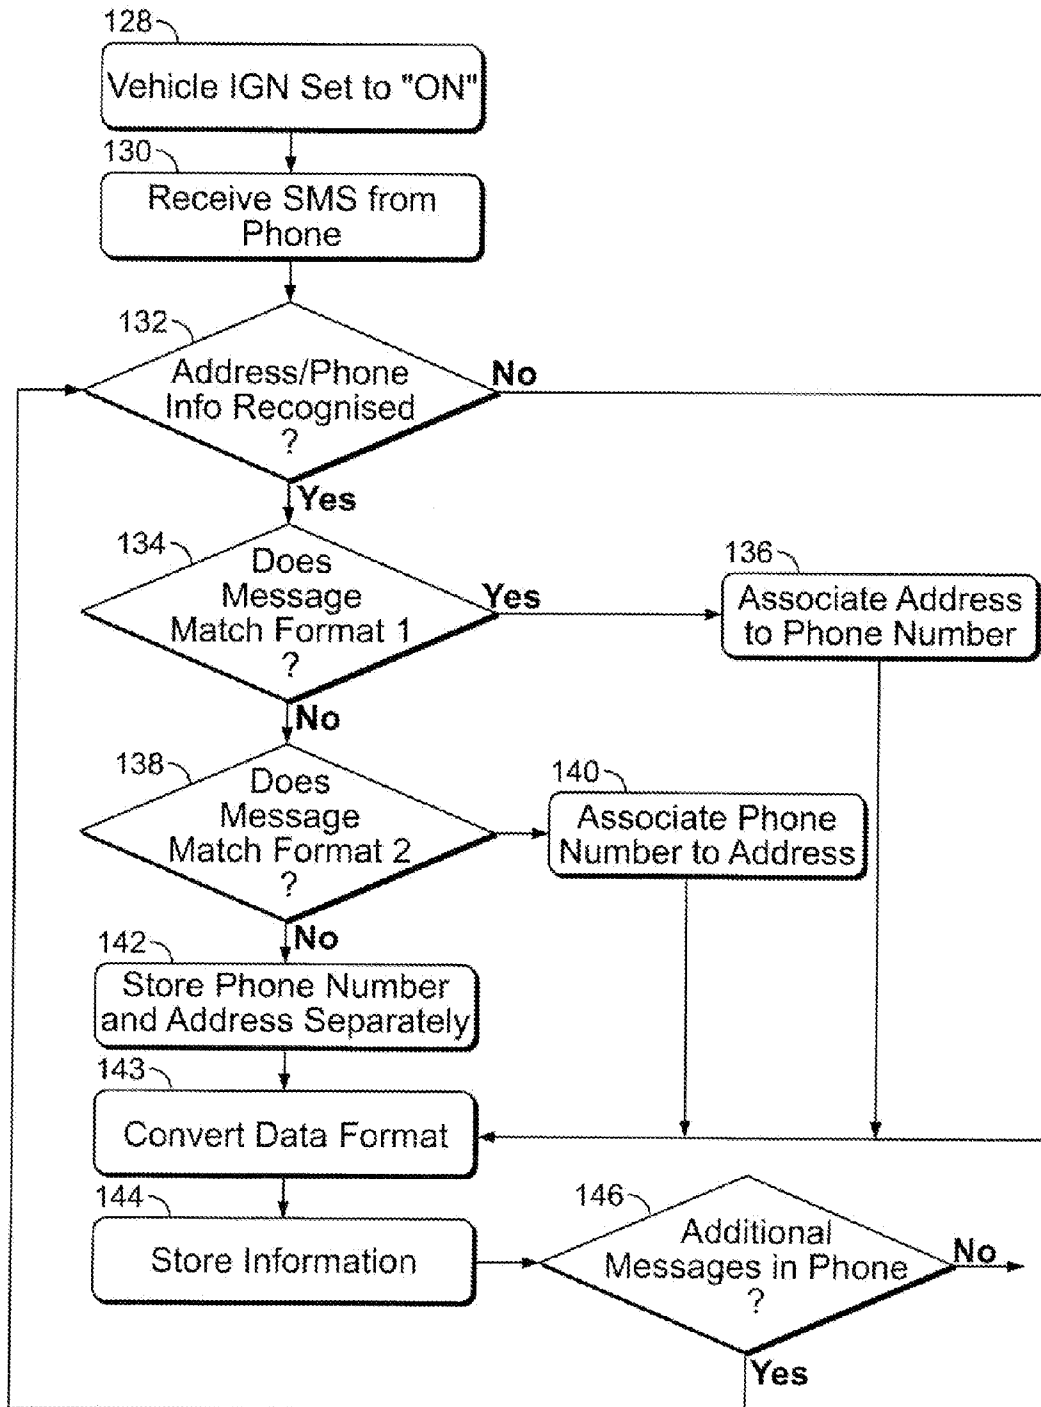 128
Vehicle IGN Set to "ON"
130
Receive SMS from
Phone
132
Address/Phone
Info Recognised
?
No
Yes
134
Does
Message
Match Format 1
?
Yes
136
Associate Address
to Phone Number
No
138
Does
Message
Match Format 2
?
140
Associate Phone
Number to Address
No
142
Store Phone Number
and Address Separately
143
Convert Data Format
144
Store Information
146
Additional
Messages in Phone
?
No
Yes